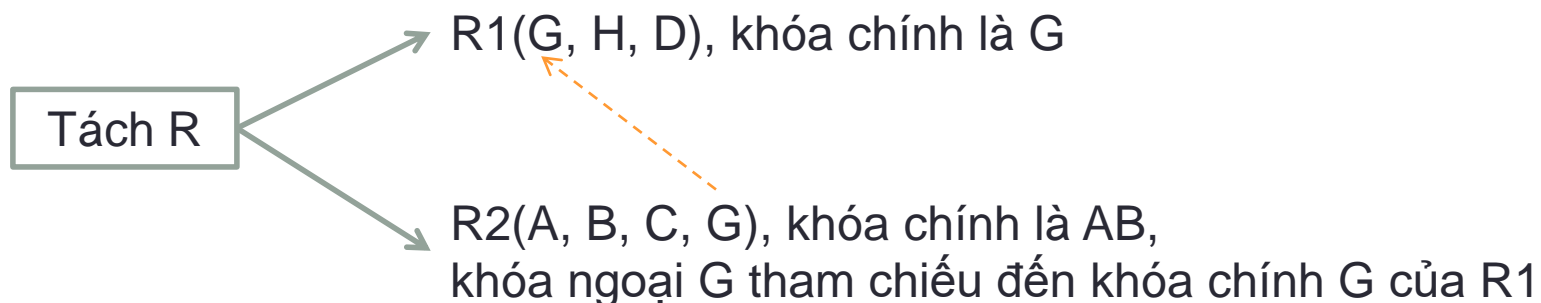 R1(G, H, D), khóa chính là G
Tách R
R2(A, B, C, G), khóa chính là AB,
khóa ngoại G tham chiếu đến khóa chính G của R1